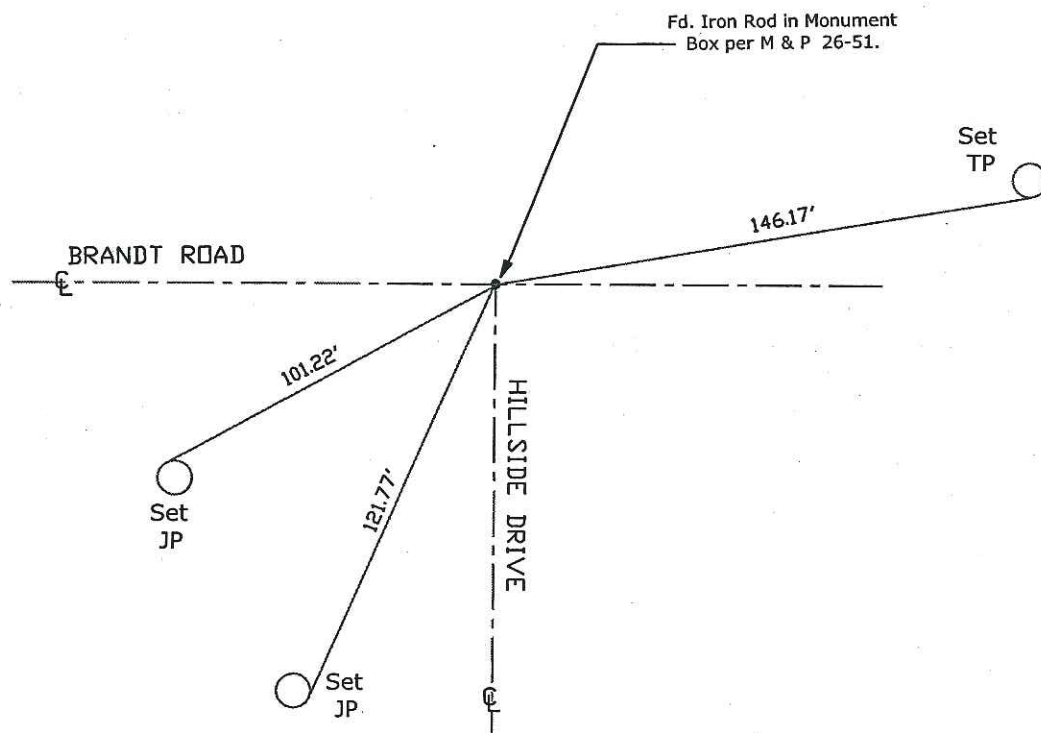 Fd. Iron Rod in Monument
Box per M & P 26-51.
Set
TP
146.17'
BRANDT ROAD
℄
101.22'
HILLSIDE DRIVE
121.77'
Set
JP
Set
JP
℄